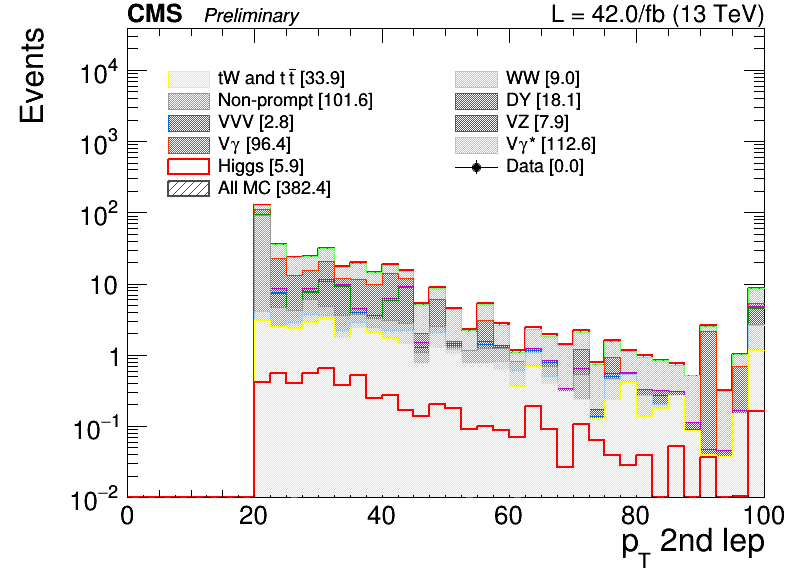 CMS Preliminary L = 42.0/fb (13 TeV)
Events
10⁴
10³
10²
10
1
10⁻¹
10⁻²
tW and t t̄ [33.9] WW [9.0]
Non-prompt [101.6] DY [18.1]
VVV [2.8] VZ [7.9]
Vγ [96.4] Vγ* [112.6]
Higgs [5.9] Data [0.0]
All MC [382.4]
0 20 40 60 80 100
p_T 2nd lep